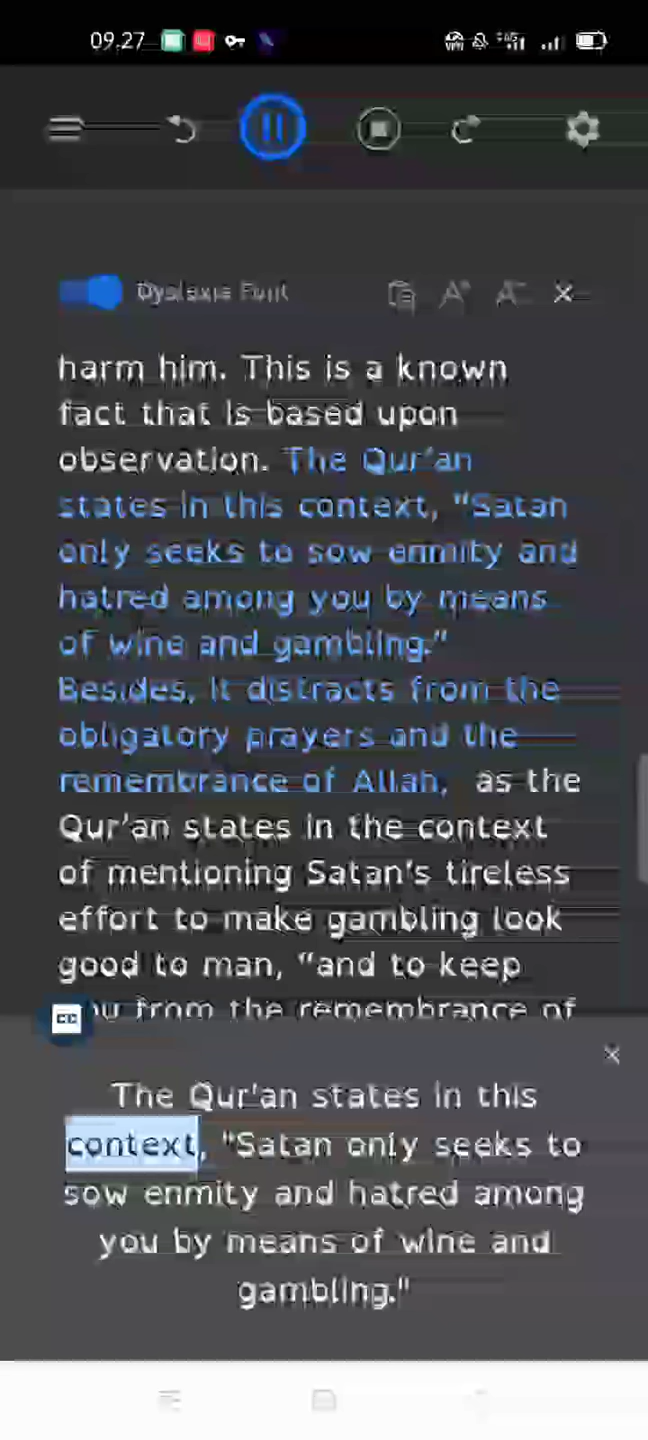 09.27
Dyslexia Font
harm him. This is a known
fact that is based upon
observation. The Qur'an
states in this context, "Satan
only seeks to sow enmity and
hatred among you by means
of wine and gambling."
Besides, it distracts from the
obligatory prayers and the
remembrance of Allah, as the
Qur'an states in the context
of mentioning Satan's tireless
effort to make gambling look
good to man, "and to keep
from the remembrance of
CC
The Qur'an states in this
context, "Satan only seeks to
sow enmity and hatred among
you by means of wine and
gambling."